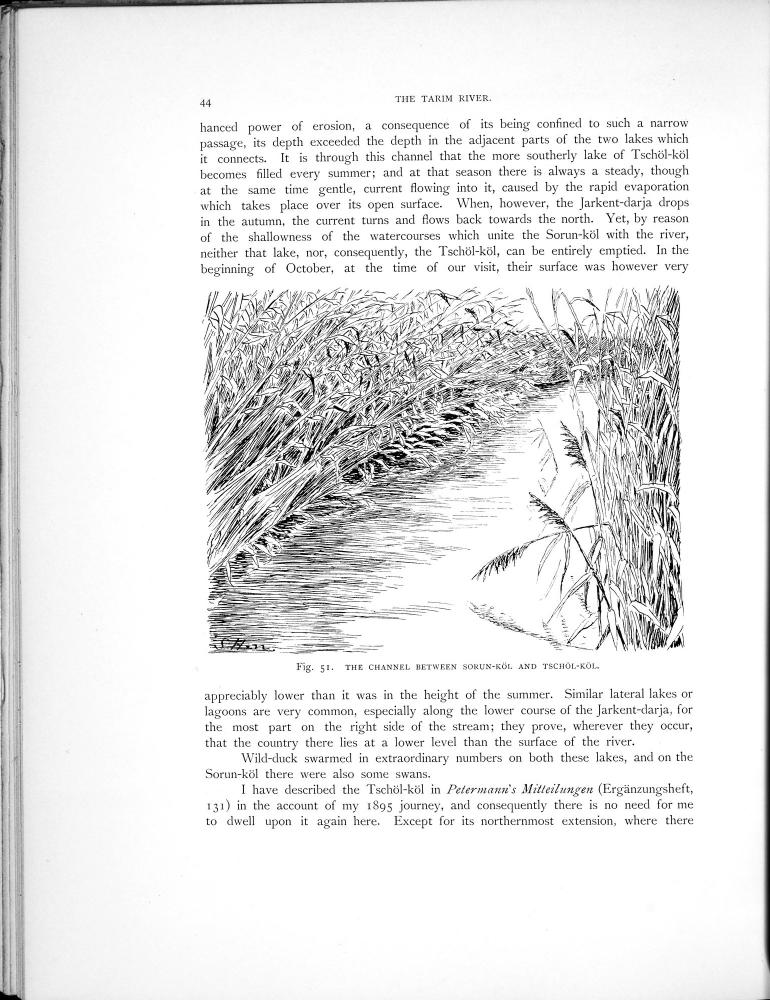 44
THE TARIM RIVER.
hanced power of erosion, a consequence of its being confined to such a narrow
passage, its depth exceeded the depth in the adjacent parts of the two lakes which
it connects. It is through this channel that the more southerly lake of Tschöl-köl
becomes filled every summer; and at that season there is always a steady, though
at the same time gentle, current flowing into it, caused by the rapid evaporation
which takes place over its open surface. When, however, the Jarkent-darja drops
in the autumn, the current turns and flows back towards the north. Yet, by reason
of the shallowness of the watercourses which unite the Sorun-köl with the river,
neither that lake, nor, consequently, the Tschöl-köl, can be entirely emptied. In the
beginning of October, at the time of our visit, their surface was however very
Fig. 51. THE CHANNEL BETWEEN SORUN-KÖL AND TSCHÖL-KÖL.
appreciably lower than it was in the height of the summer. Similar lateral lakes or
lagoons are very common, especially along the lower course of the Jarkent-darja, for
the most part on the right side of the stream; they prove, wherever they occur,
that the country there lies at a lower level than the surface of the river.
Wild-duck swarmed in extraordinary numbers on both these lakes, and on the
Sorun-köl there were also some swans.
I have described the Tschöl-köl in Petermann's Mitteilungen (Ergänzungsheft,
131) in the account of my 1895 journey, and consequently there is no need for me
to dwell upon it again here. Except for its northernmost extension, where there